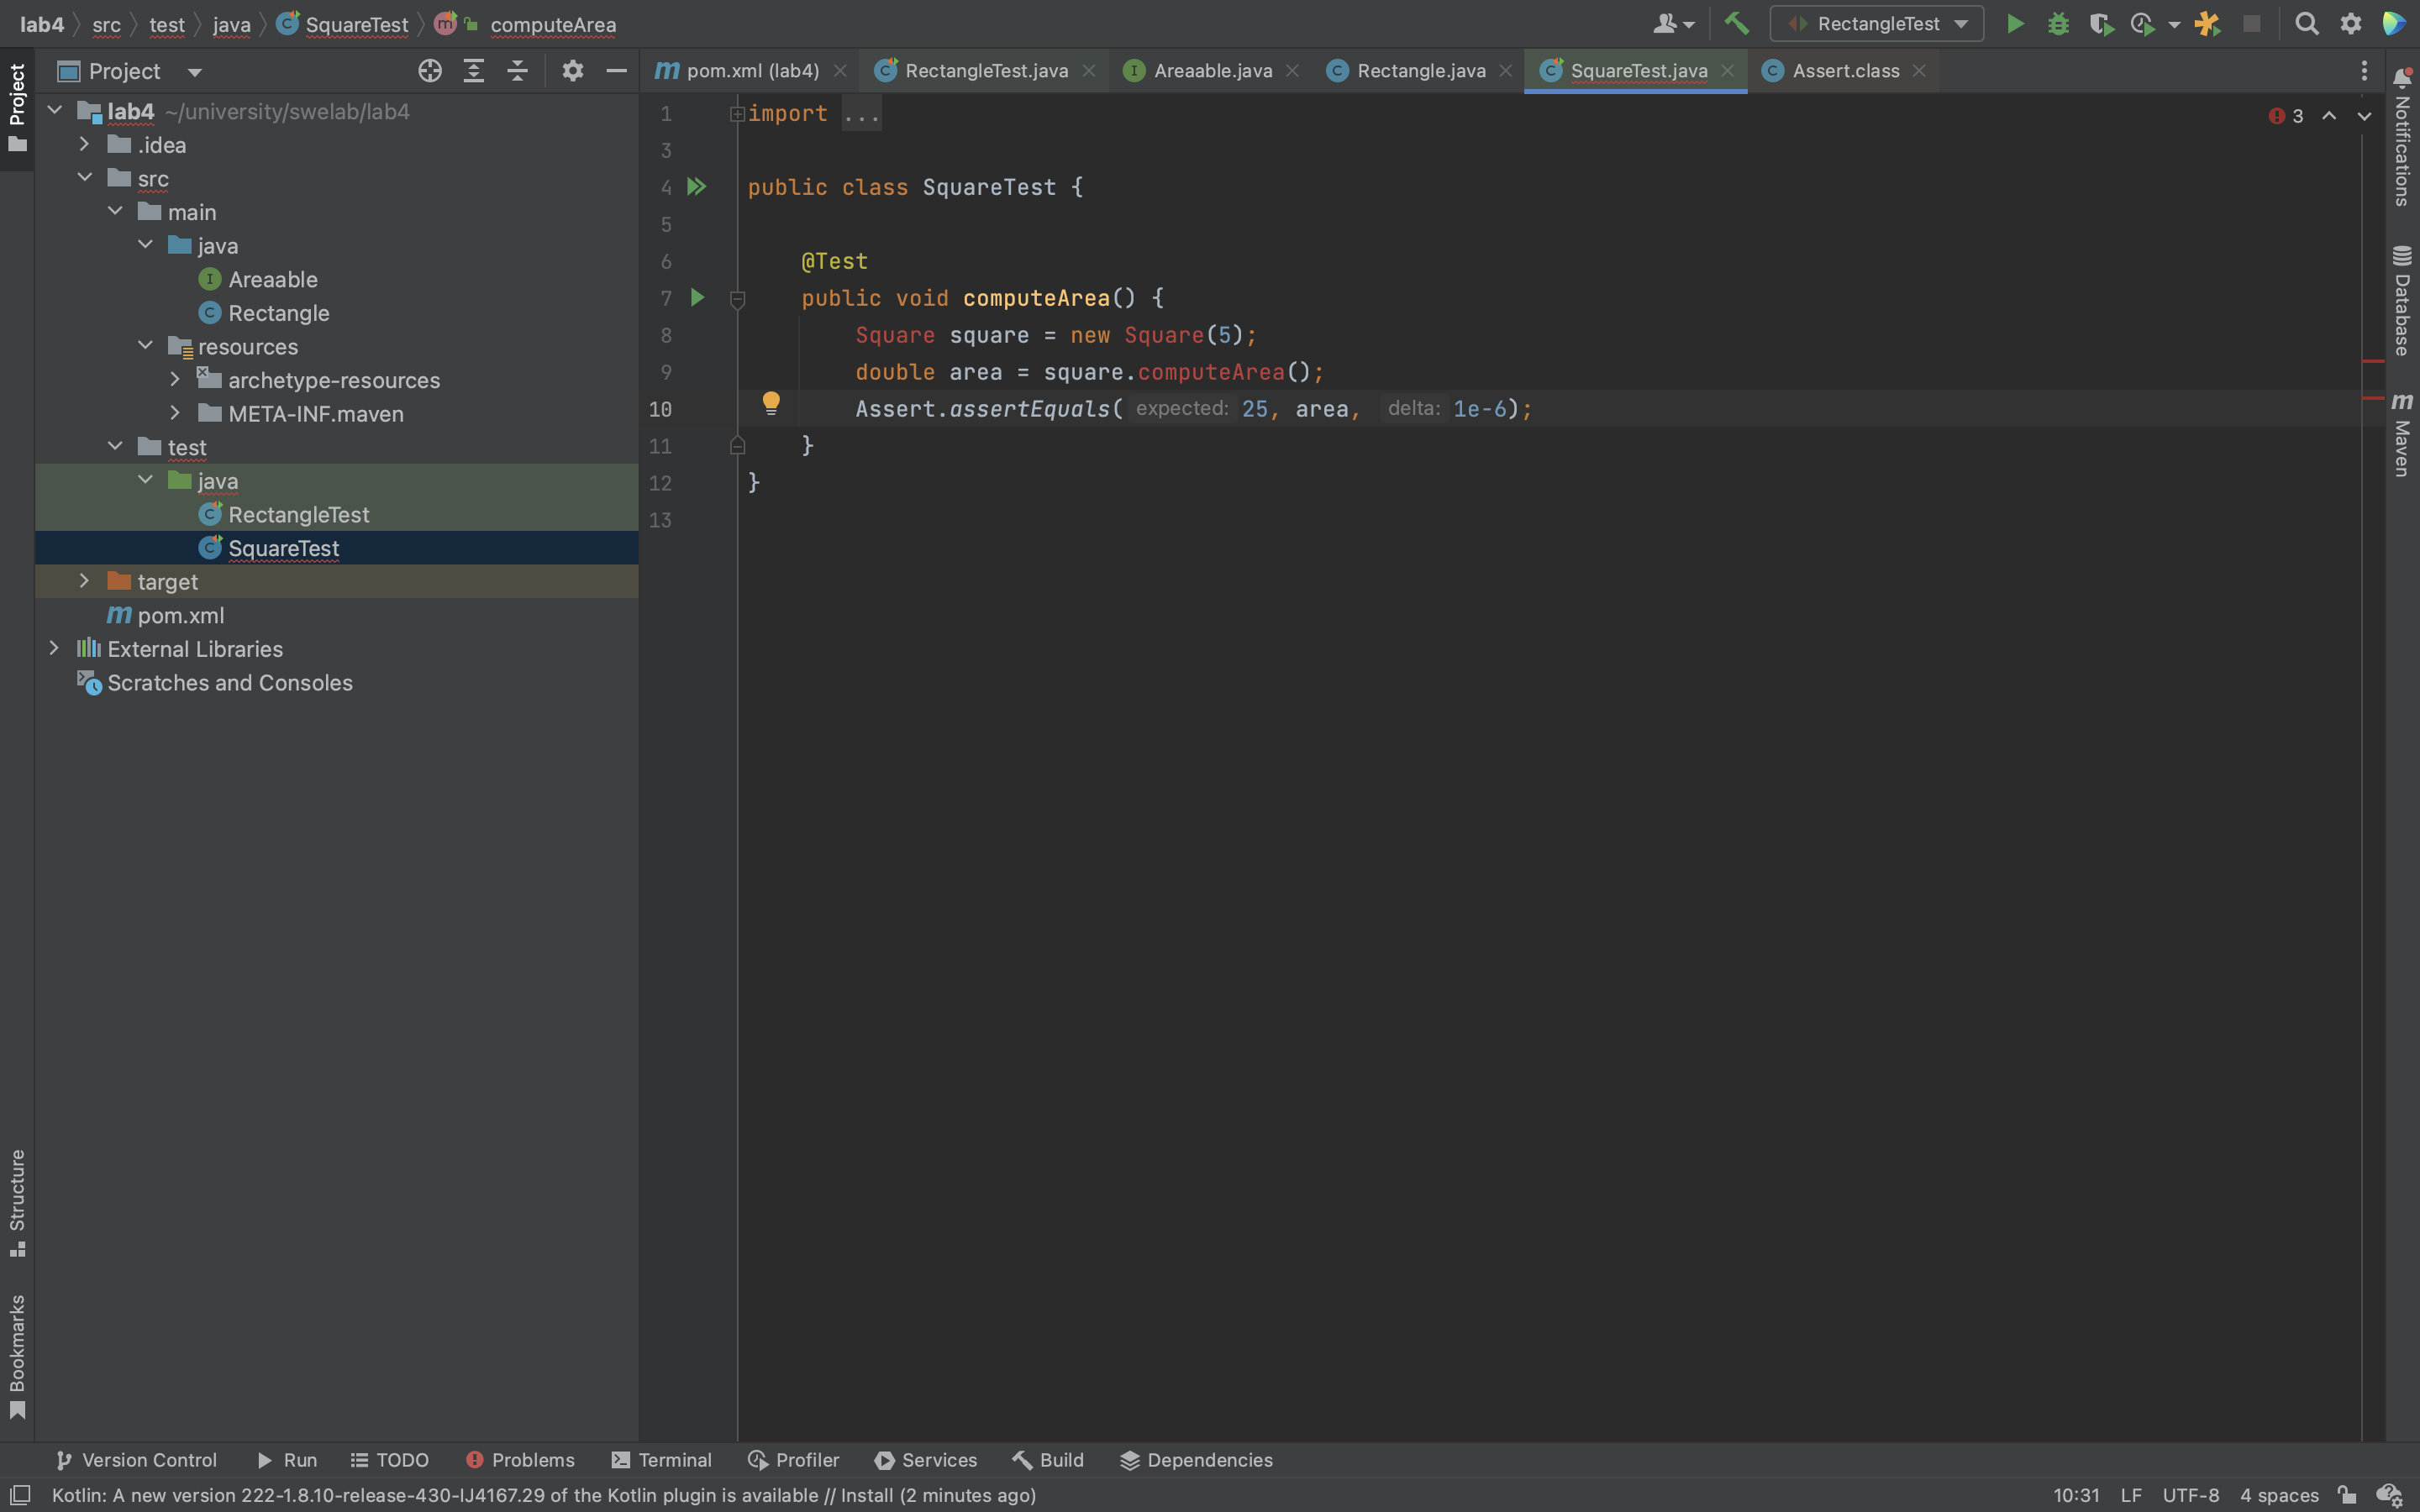 lab4 src test java SquareTest computeArea
RectangleTest
Project
pom.xml (lab4) RectangleTest.java Areaable.java Rectangle.java SquareTest.java Assert.class
Project
lab4 ~/university/swelab/lab4
.idea
src
main
java
Areaable
Rectangle
resources
archetype-resources
META-INF.maven
test
java
RectangleTest
SquareTest
target
pom.xml
External Libraries
Scratches and Consoles
Structure
Bookmarks
1 import ...
3
4 public class SquareTest {
5
6 @Test
7 public void computeArea() {
8 Square square = new Square(5);
9 double area = square.computeArea();
10 Assert.assertEquals( expected: 25, area, delta: 1e-6);
11 }
12 }
13
3
Notifications
Database
Maven
Version Control Run TODO Problems Terminal Profiler Services Build Dependencies
Kotlin: A new version 222-1.8.10-release-430-IJ4167.29 of the Kotlin plugin is available // Install (2 minutes ago)
10:31 LF UTF-8 4 spaces